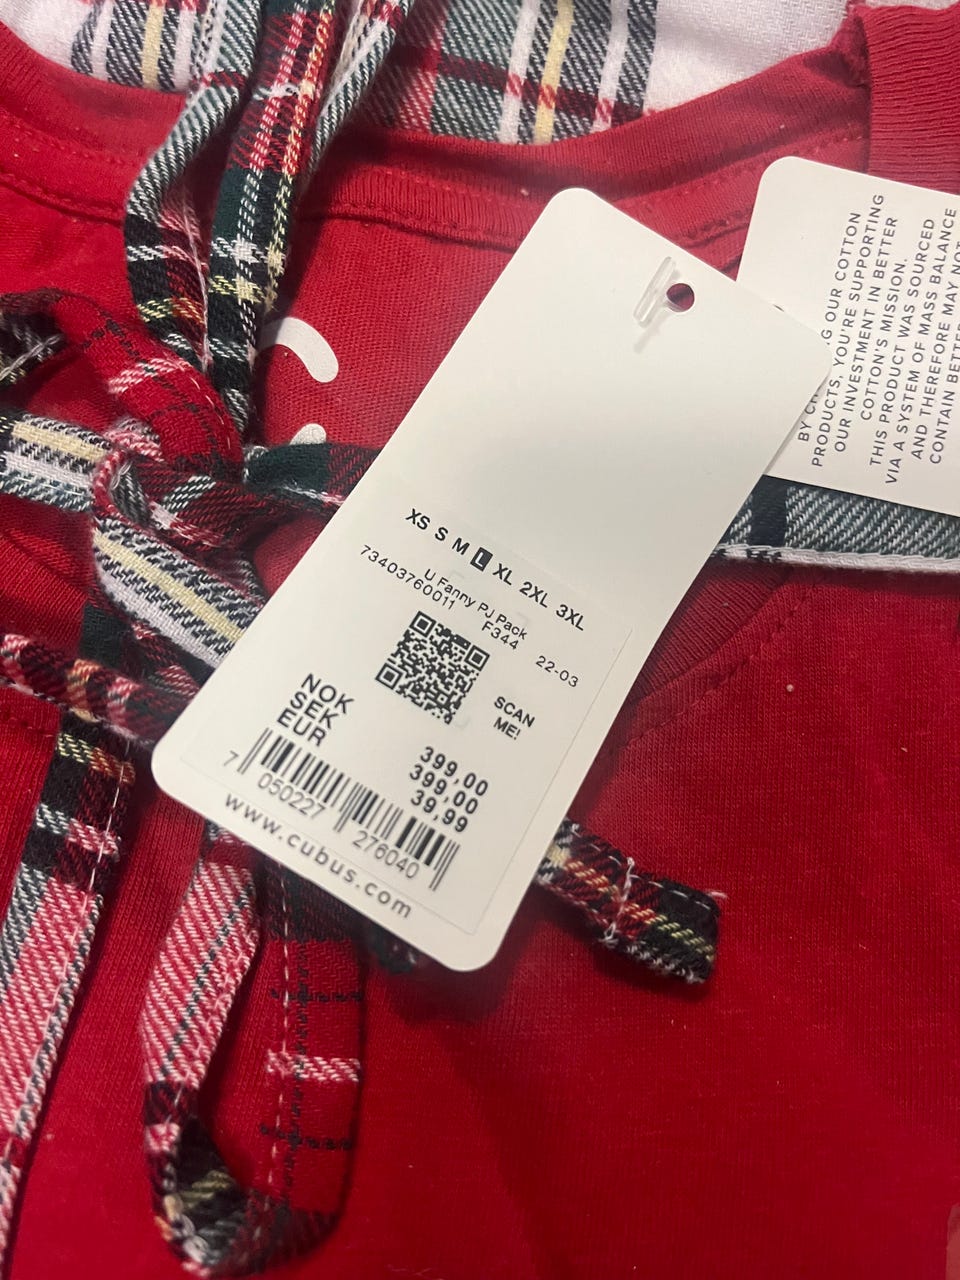 XS S M L XL 2XL 3XL
U Fanny PJ Pack
73403760011 F344 22-03
SCAN
ME!
NOK 399,00
SEK 399,00
EUR 39,99
7 050227 276040
www.cubus.com
BY G OUR COTTON
PRODUCTS, YOU'RE SUPPORTING
OUR INVESTMENT IN BETTER
COTTON'S MISSION.
THIS PRODUCT WAS SOURCED
VIA A SYSTEM OF MASS BALANCE
AND THEREFORE MAY NOT
CONTAIN